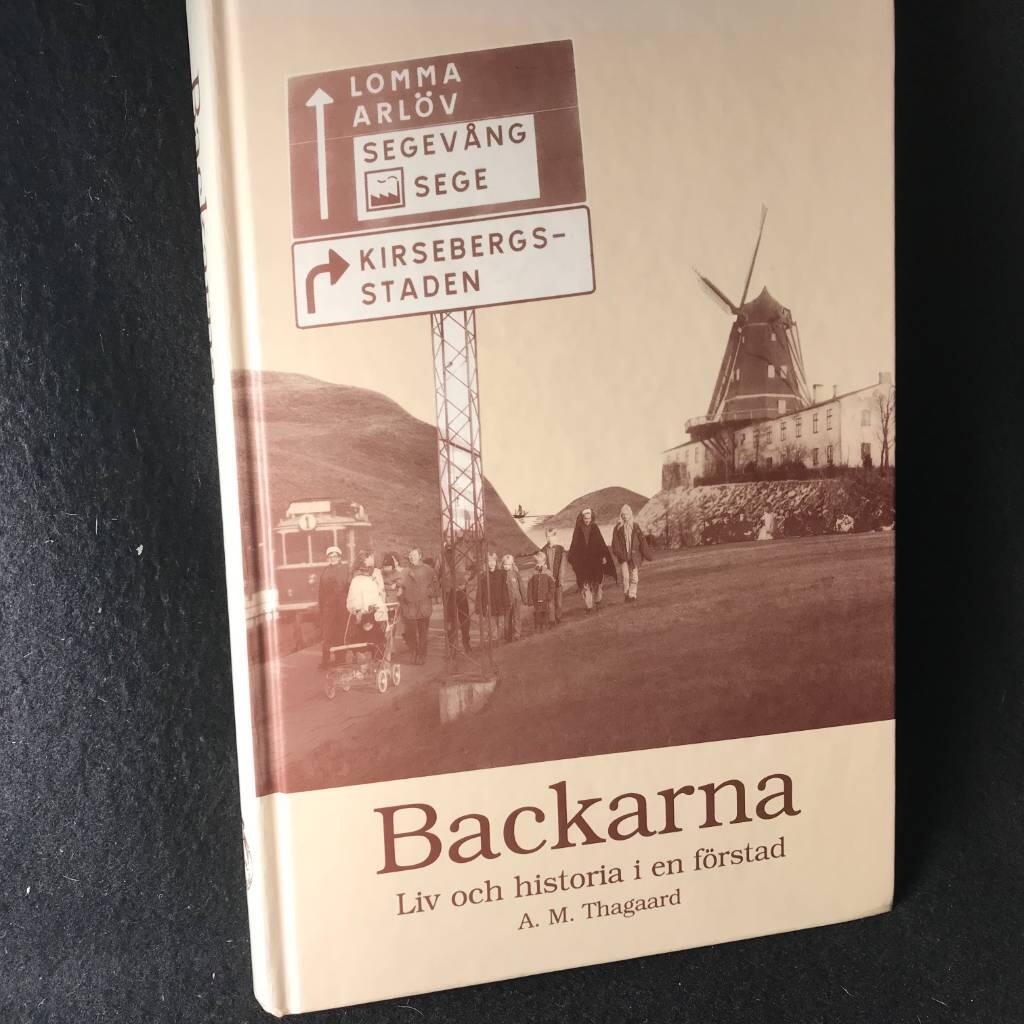 LOMMA
ARLÖV
SEGEVÅNG
SEGE
KIRSEBERGS-
STADEN
1
Backarna
Liv och historia i en förstad
A. M. Thagaard